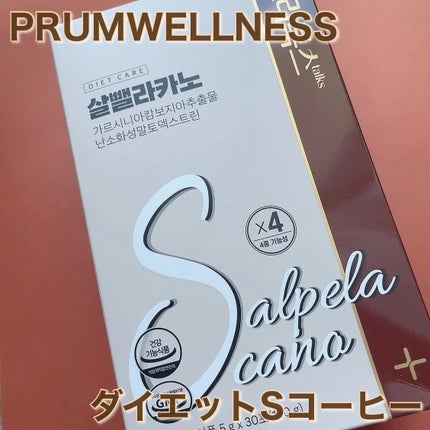 PRUMWELLNESS
talks
DIET CARE
살뺄라카노
가르시니아캄보지아추출물
난소화성말토덱스트린
×4
4중 기능성
Salpela
cano
건강
기능식품
ダイエットSコーヒー